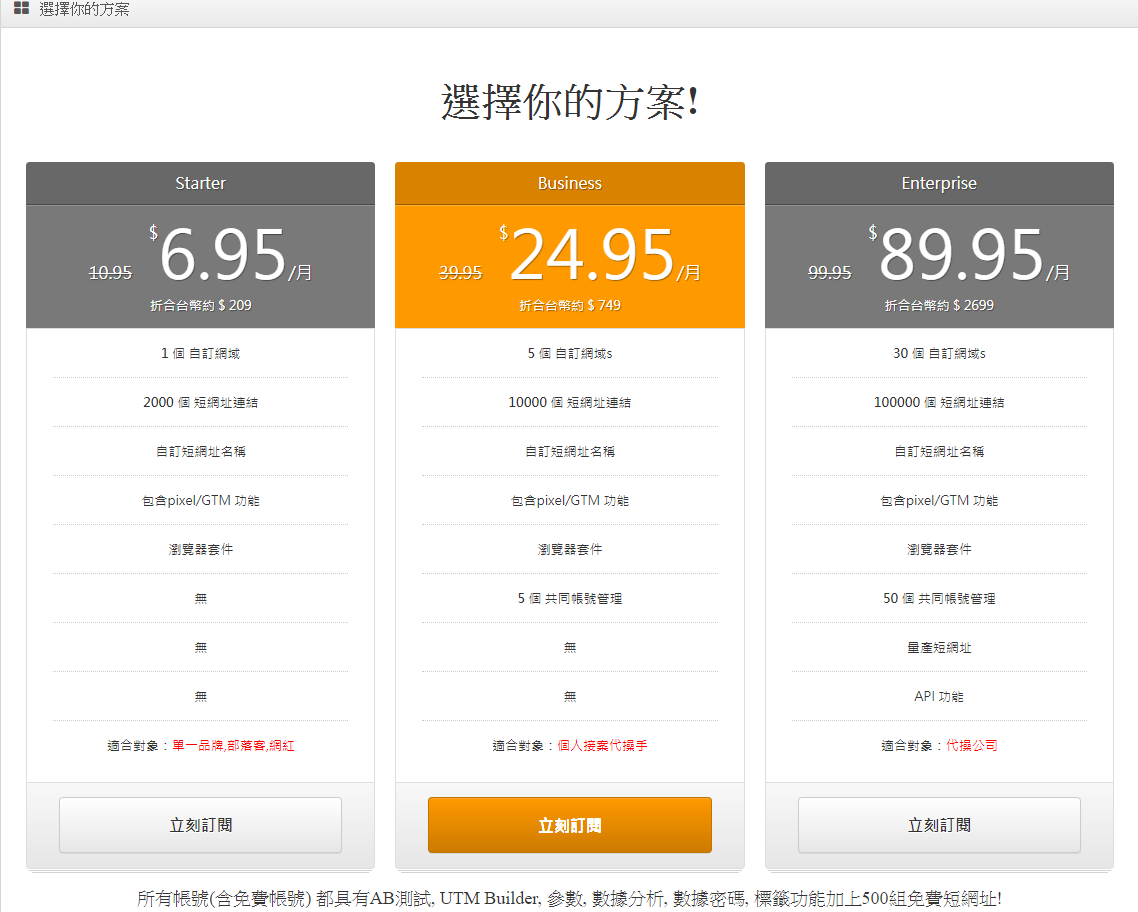 選擇你的方案
選擇你的方案!
Starter
$6.95/月
10.95
折合台幣約 $ 209
1 個 自訂網域
2000 個 短網址連結
自訂短網址名稱
包含pixel/GTM 功能
瀏覽器套件
無
無
無
適合對象：單一品牌,部落客,網紅
立刻訂閱
Business
$24.95/月
39.95
折合台幣約 $ 749
5 個 自訂網域s
10000 個 短網址連結
自訂短網址名稱
包含pixel/GTM 功能
瀏覽器套件
5 個 共同帳號管理
無
無
適合對象：個人接案代操手
立刻訂閱
Enterprise
$89.95/月
99.95
折合台幣約 $ 2699
30 個 自訂網域s
100000 個 短網址連結
自訂短網址名稱
包含pixel/GTM 功能
瀏覽器套件
50 個 共同帳號管理
量產短網址
API 功能
適合對象：代操公司
立刻訂閱
所有帳號(含免費帳號) 都具有AB測試, UTM Builder, 參數, 數據分析, 數據密碼, 標籤功能加上500組免費短網址!